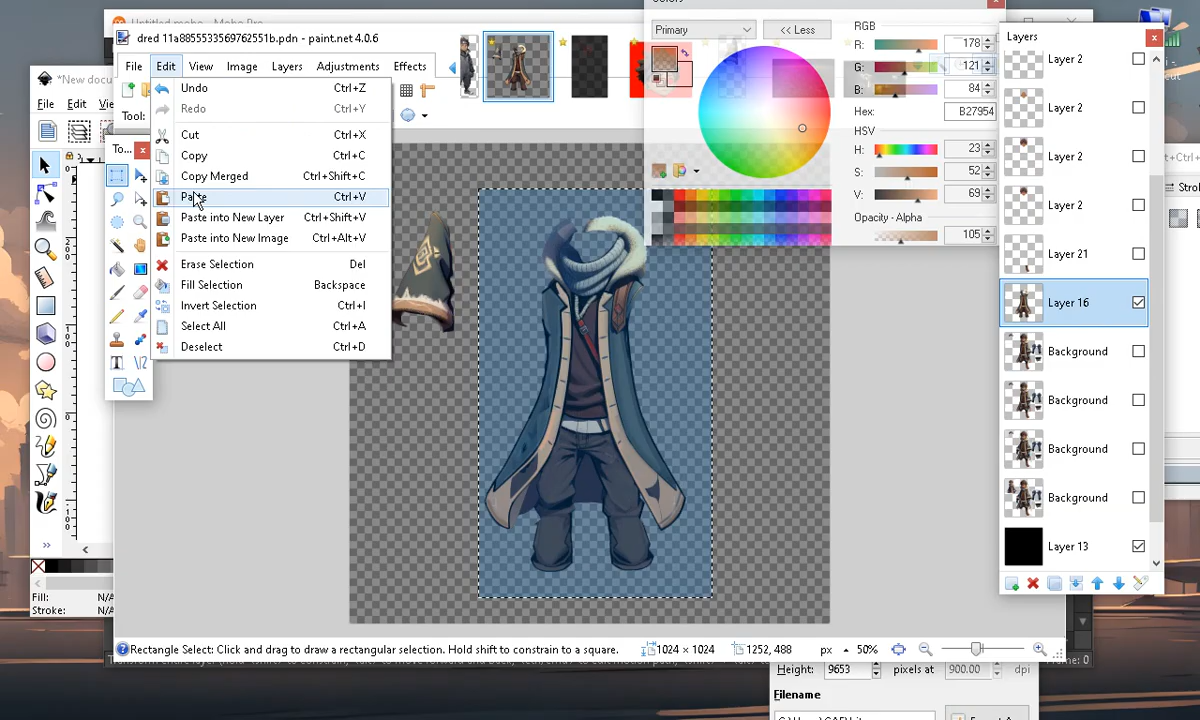 dred 11a8855533569762551b.pdn - paint.net 4.0.6
File Edit View Image Layers Adjustments Effects
*New docu
File Edit
Tool:
To...
Undo Ctrl+Z
Redo Ctrl+Y
Cut Ctrl+X
Copy Ctrl+C
Copy Merged Ctrl+Shift+C
Paste Ctrl+V
Paste into New Layer Ctrl+Shift+V
Paste into New Image Ctrl+Alt+V
Erase Selection Del
Fill Selection Backspace
Invert Selection Ctrl+I
Select All Ctrl+A
Deselect Ctrl+D
Primary
<< Less
RGB
R: 178
G: 121
B: 84
Hex: B27954
HSV
H: 23
S: 52
V: 69
Opacity - Alpha
105
Layers
Layer 2
Layer 2
Layer 2
Layer 2
Layer 21
Layer 16
Background
Background
Background
Background
Layer 13
Fill: N/A
Stroke: N/A
Rectangle Select: Click and drag to draw a rectangular selection. Hold shift to constrain to a square.
1024 × 1024
1252, 488
px
50%
Height: 9653 pixels at 900.00 dpi
Filename